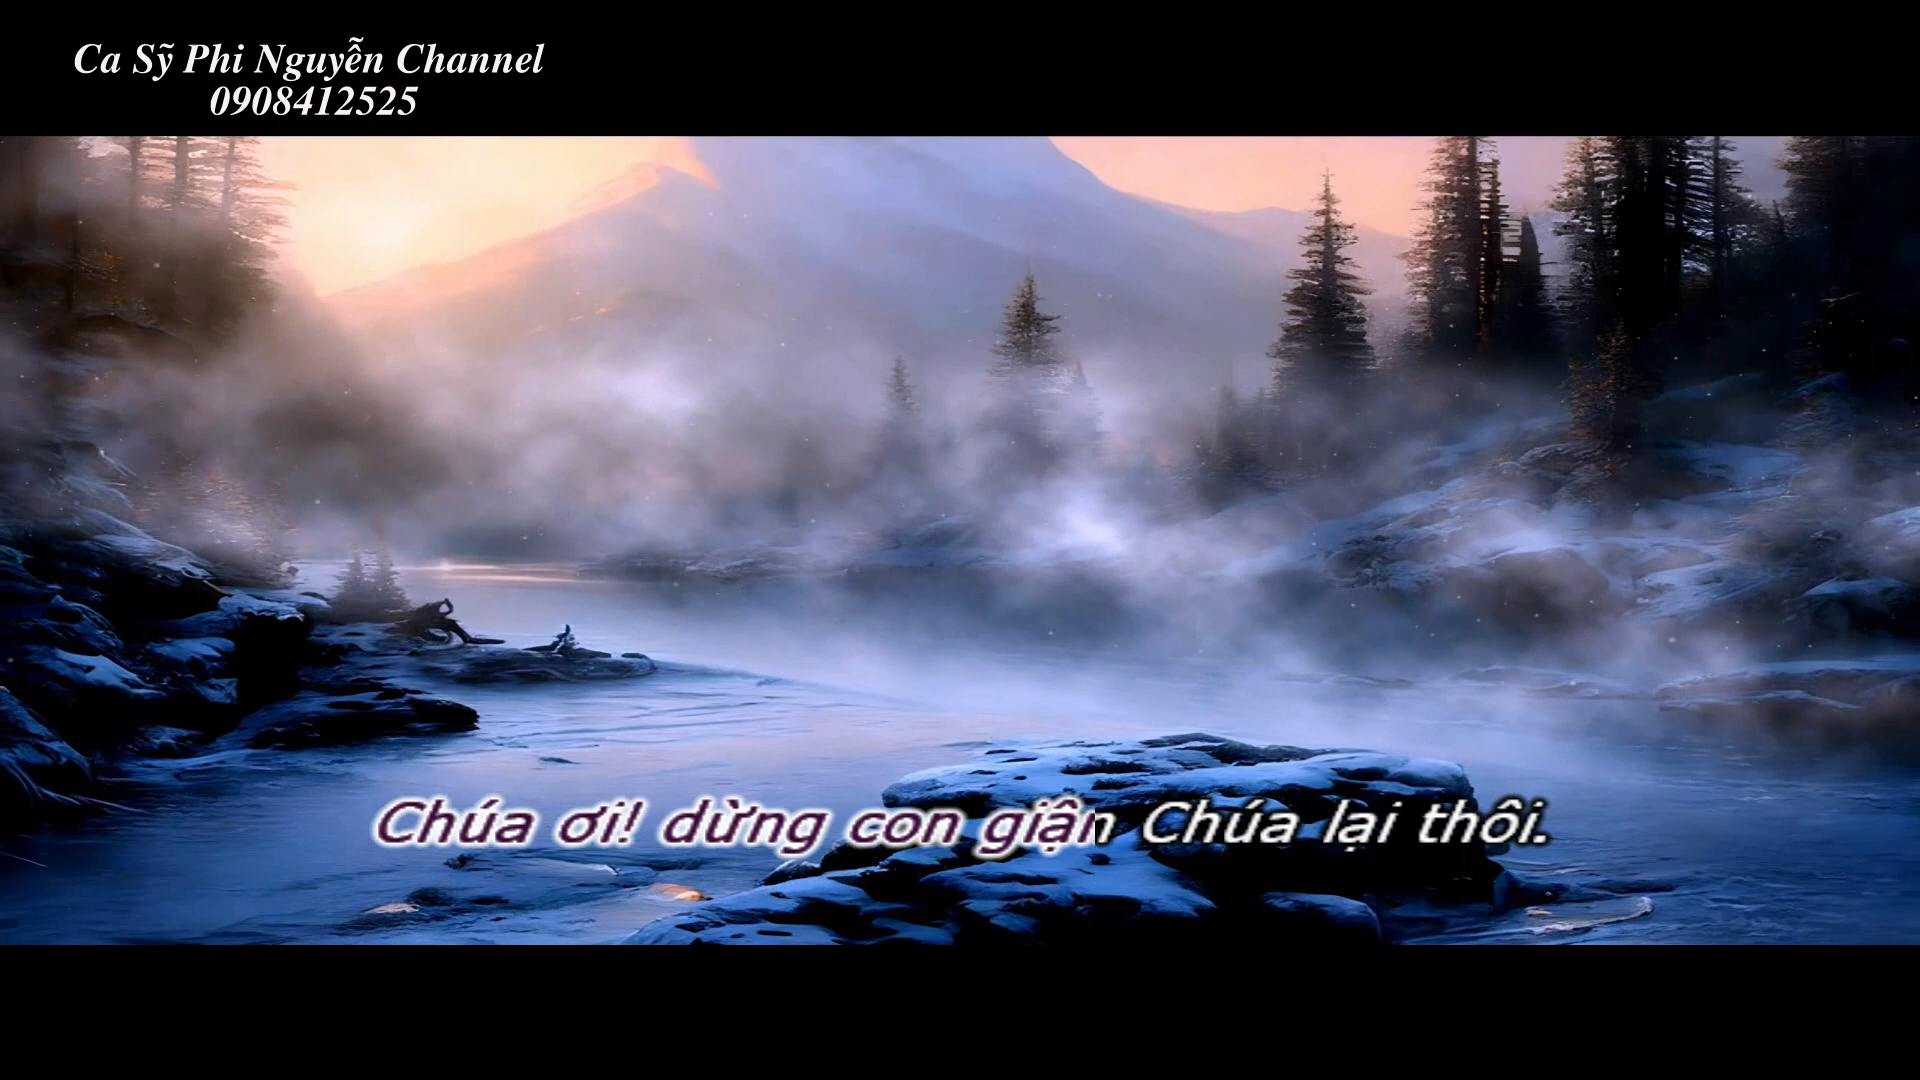 Ca Sỹ Phi Nguyễn Channel
0908412525
Chúa ơi! dừng con giận Chúa lại thôi.